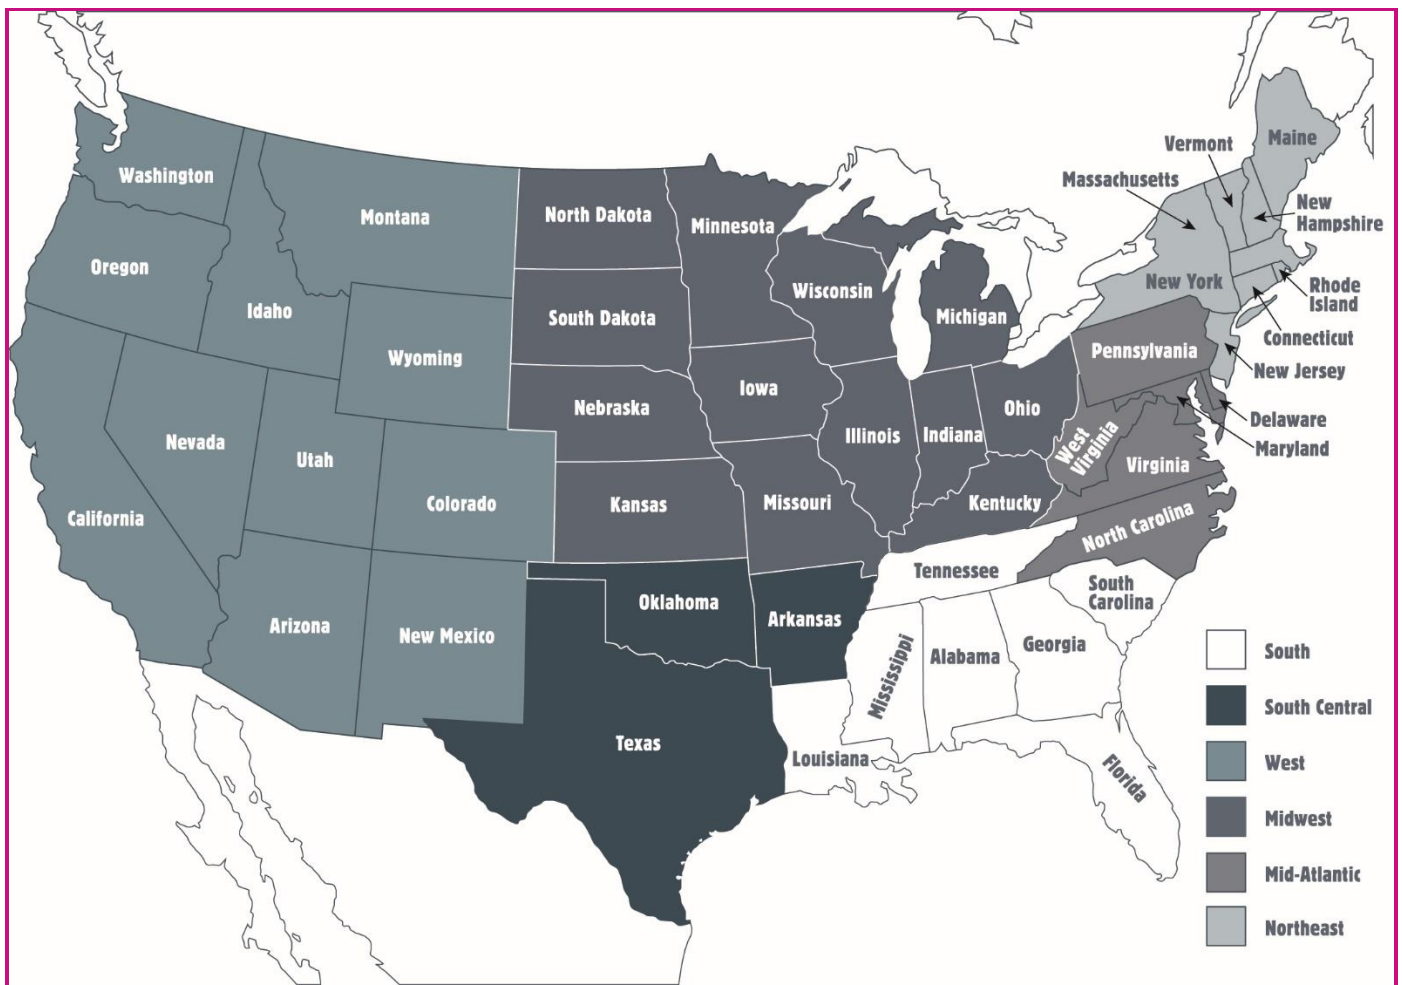 Washington
Montana
North Dakota
Minnesota
Vermont
Maine
Massachusetts
New
Hampshire
Oregon
Idaho
South Dakota
Wisconsin
Michigan
New York
Rhode
Island
Connecticut
New Jersey
Wyoming
Pennsylvania
Nebraska
Iowa
Ohio
Delaware
Maryland
Nevada
Utah
Illinois
Indiana
West
Virginia
Virginia
California
Colorado
Kansas
Missouri
Kentucky
North Carolina
Tennessee
South
Carolina
Arizona
New Mexico
Oklahoma
Arkansas
Mississippi
Alabama
Georgia
Texas
Louisiana
Florida
South
South Central
West
Midwest
Mid-Atlantic
Northeast